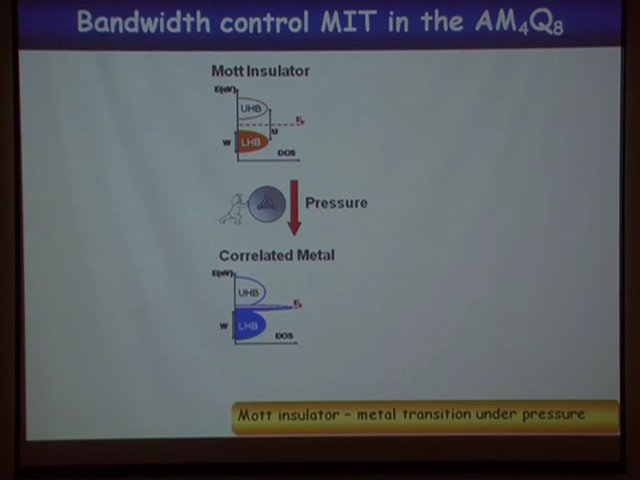 Bandwidth control MIT in the AM4Q8
Mott Insulator
E(eV)
UHB
EF
U
W
LHB
DOS
Pressure
Correlated Metal
E(eV)
UHB
EF
W
LHB
DOS
Mott insulator – metal transition under pressure